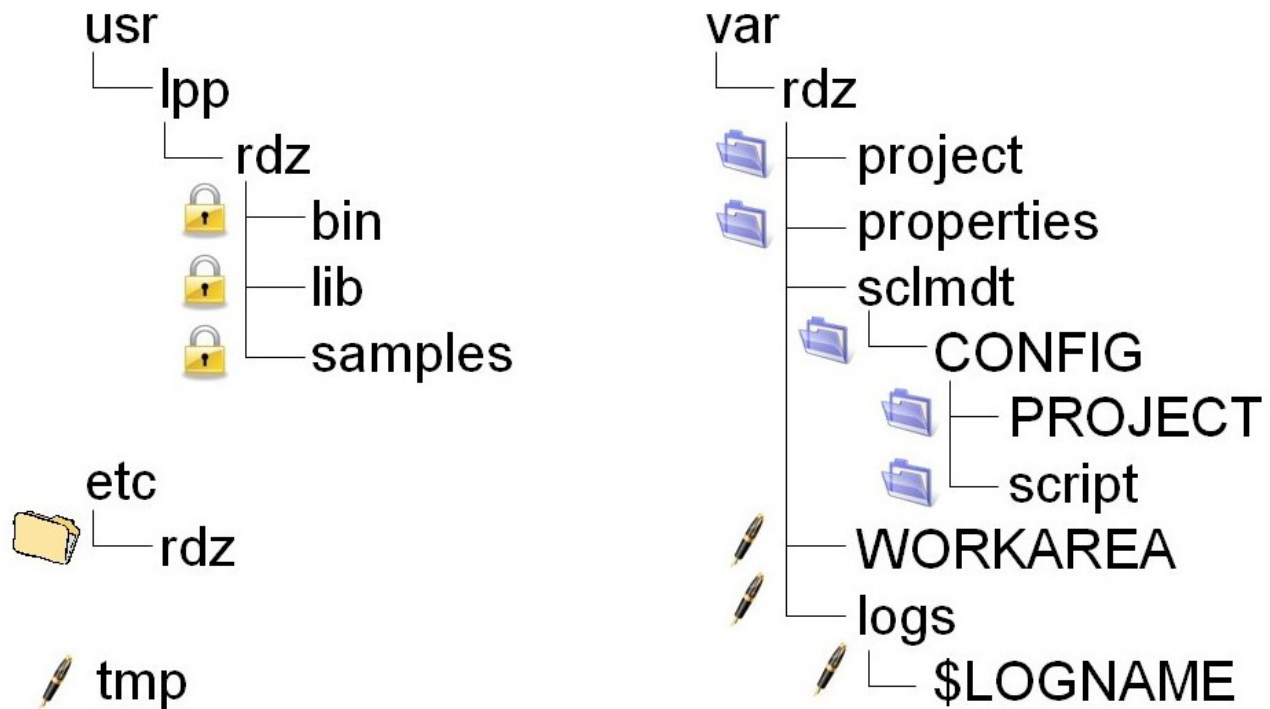 usr
lpp
rdz
bin
lib
samples
etc
rdz
tmp
var
rdz
project
properties
sclmdt
CONFIG
PROJECT
script
WORKAREA
logs
$LOGNAME